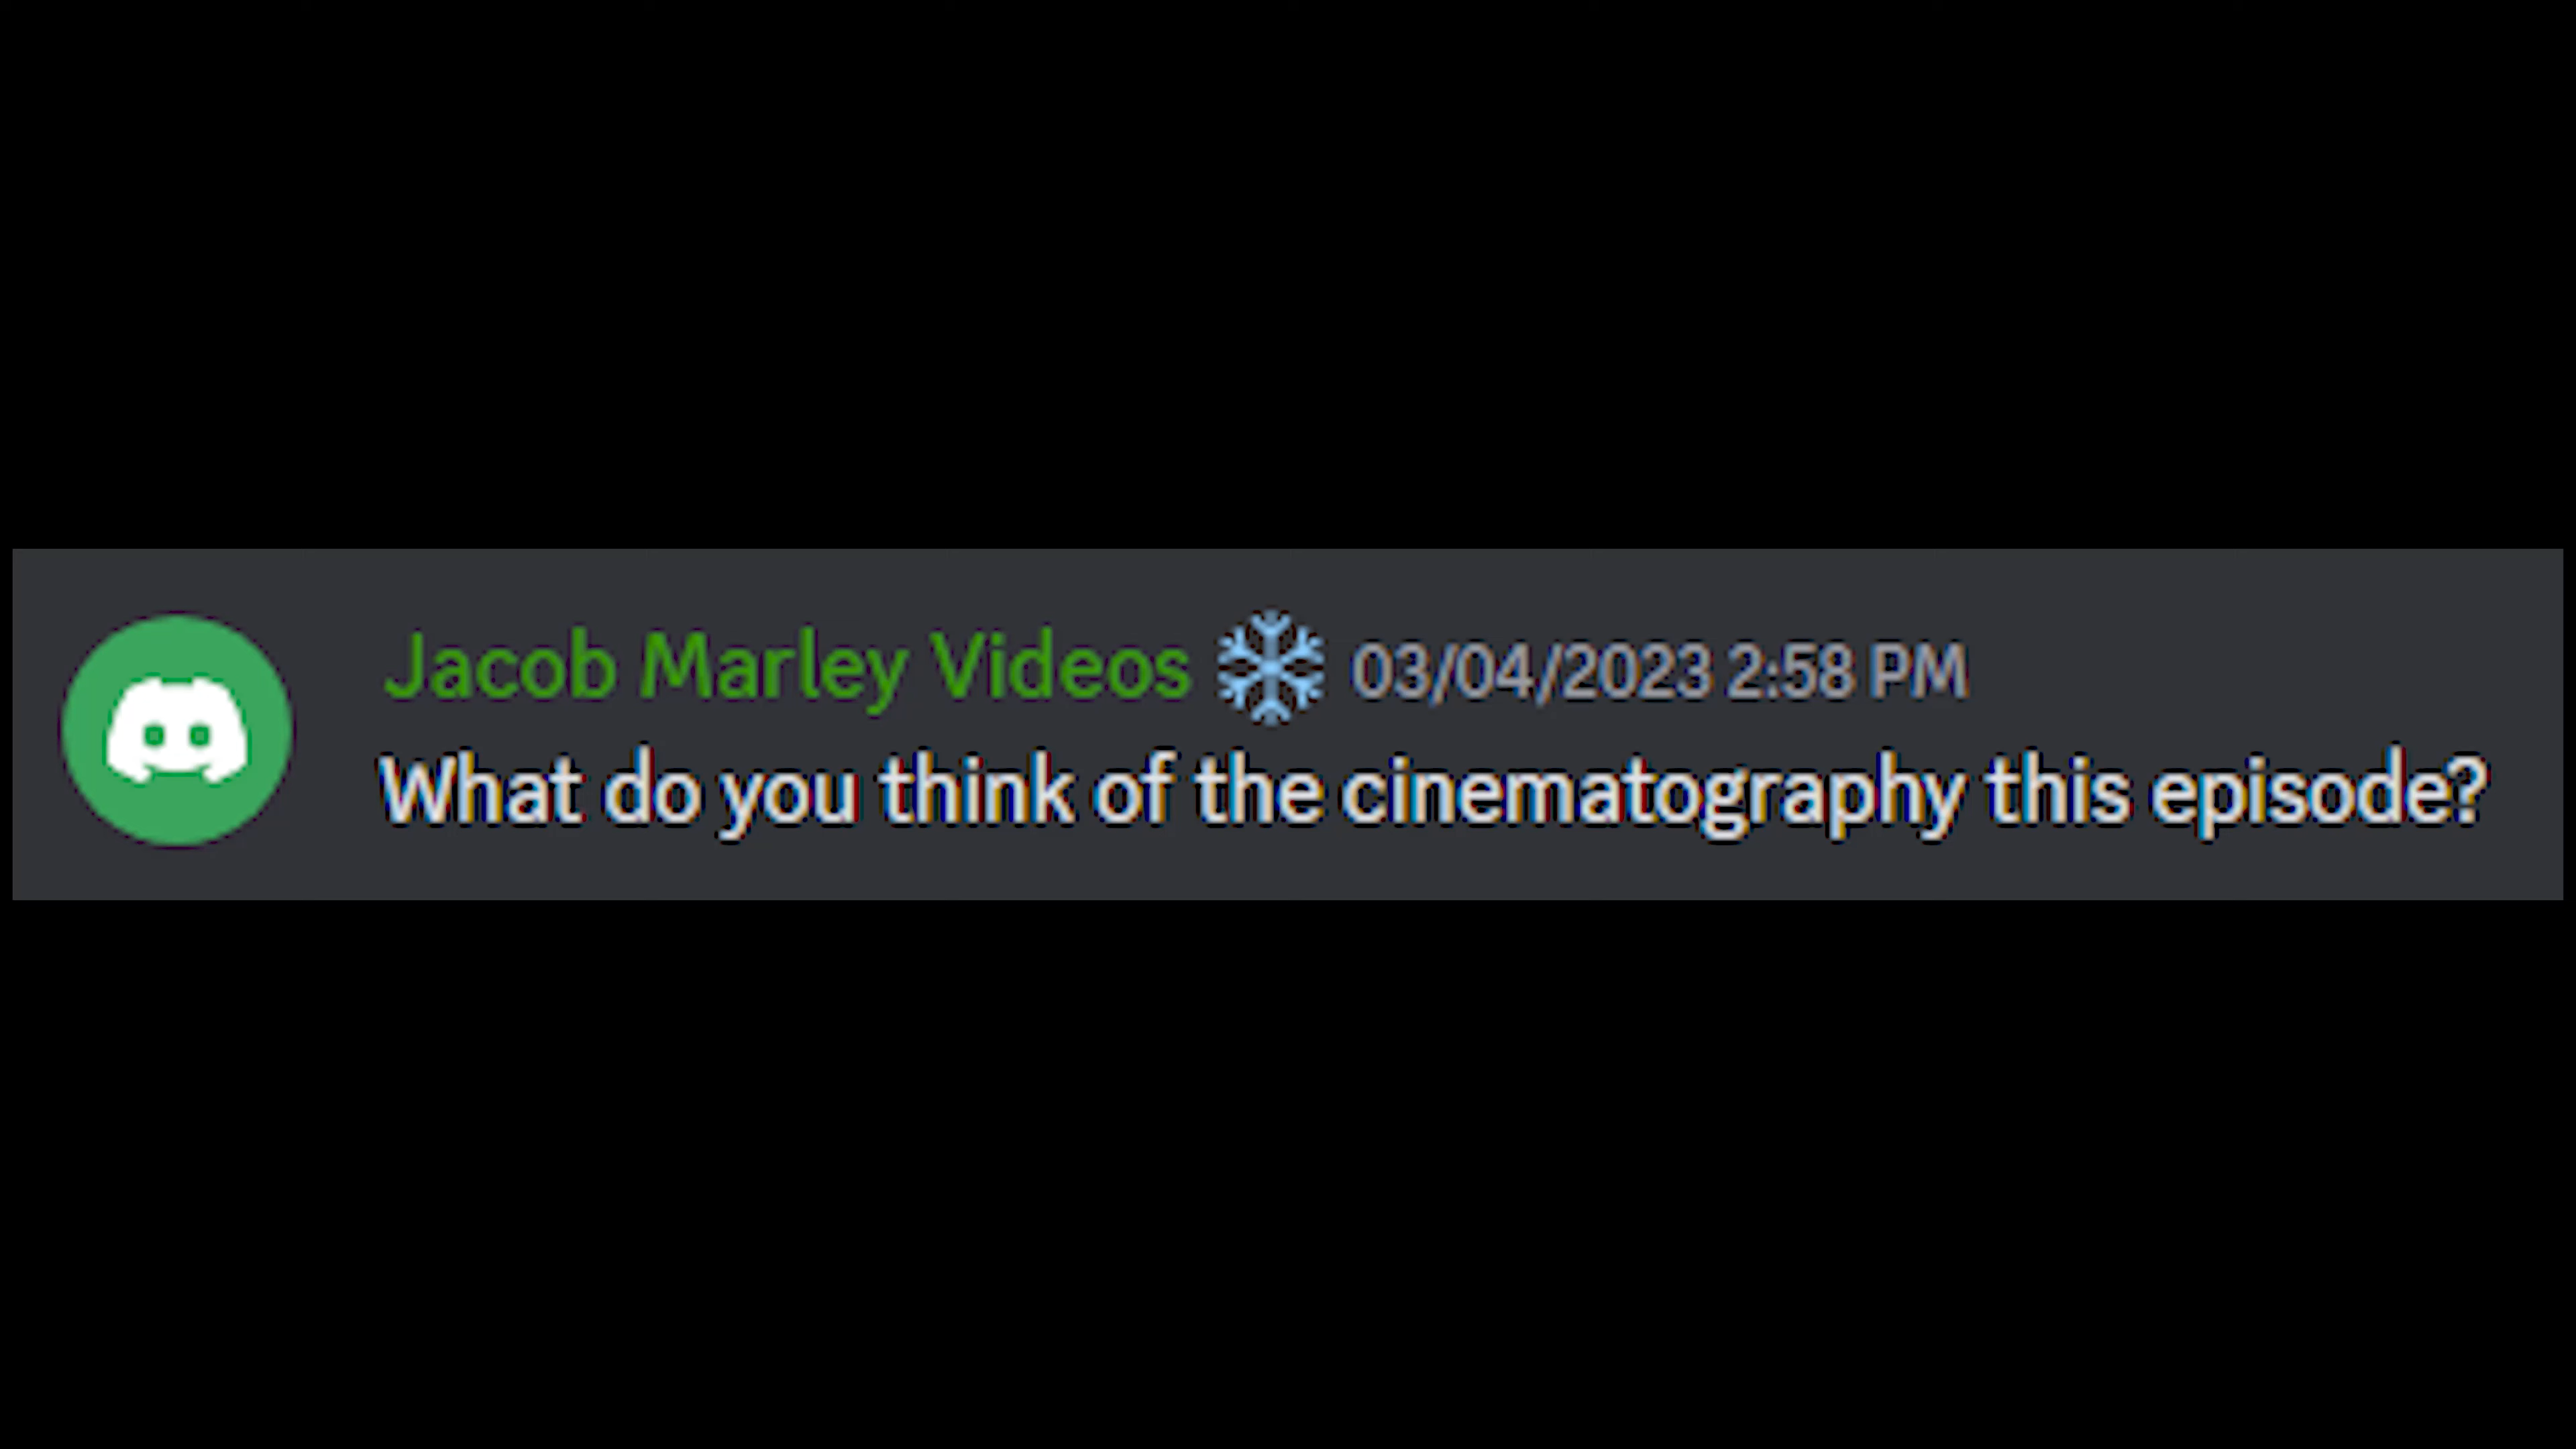 Jacob Marley Videos ❄ 03/04/2023 2:58 PM
What do you think of the cinematography this episode?